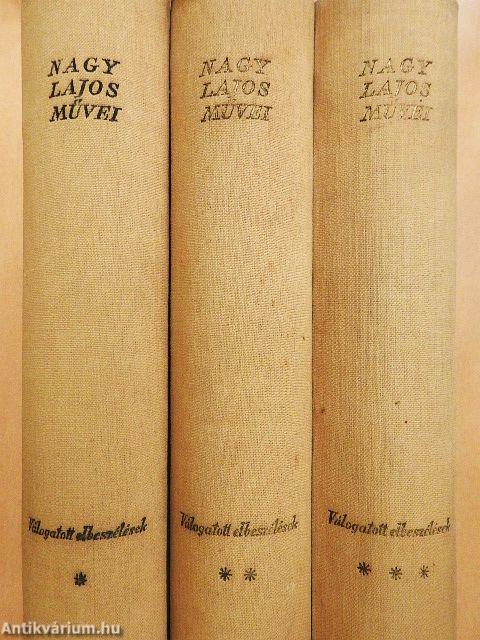 NAGY
LAJOS
MŰVEI
Válogatott elbeszélések
*
NAGY
LAJOS
MŰVEI
Válogatott elbeszélések
* *
NAGY
LAJOS
MŰVEI
Válogatott elbeszélések
* * *
Antikvárium.hu